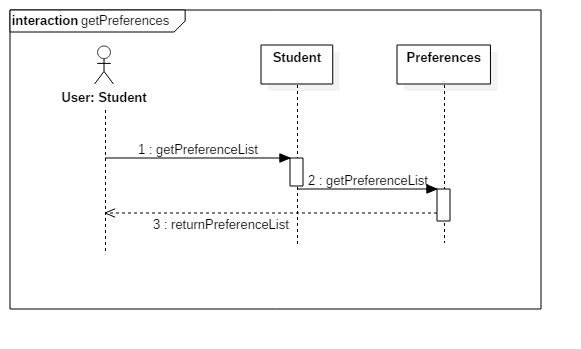 interaction getPreferences
User: Student
Student
Preferences
1 : getPreferenceList
2 : getPreferenceList
3 : returnPreferenceList